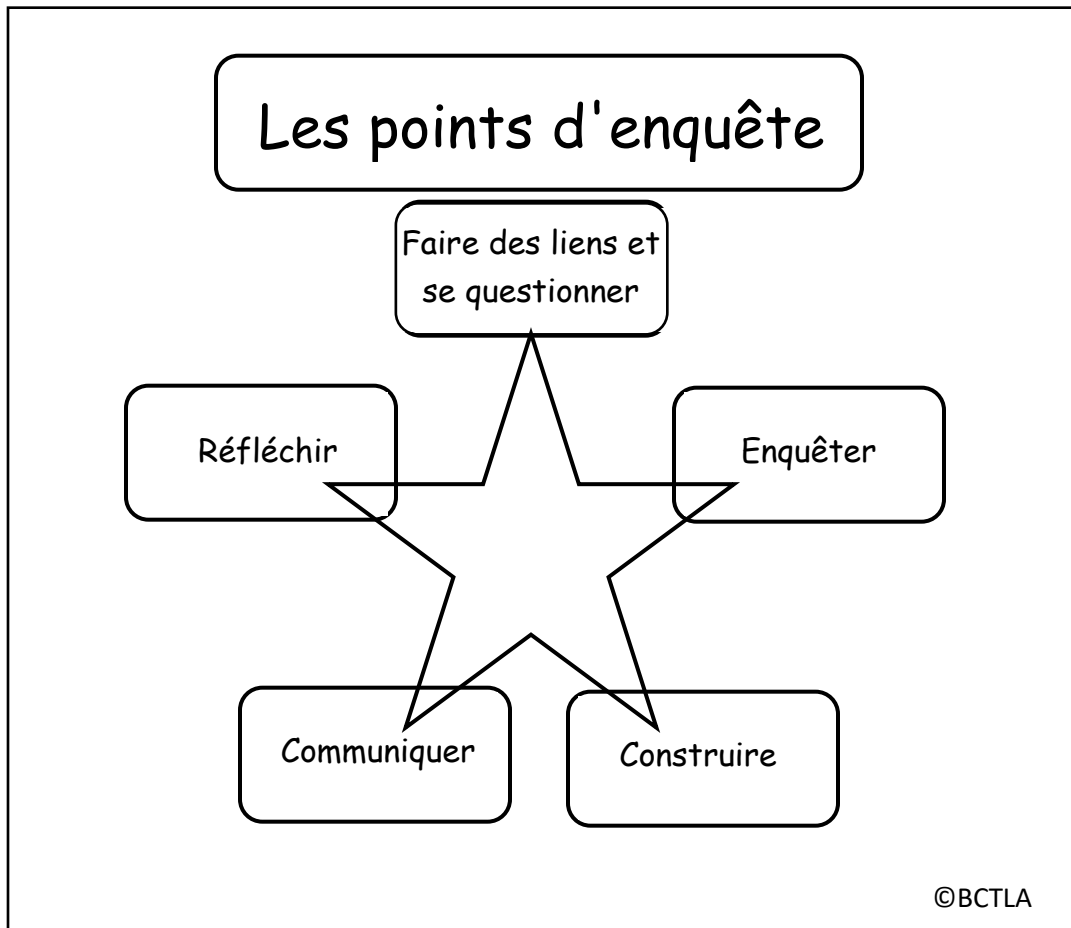 Les points d'enquête
Faire des liens et
se questionner
Réfléchir
Enquêter
Communiquer
Construire
©BCTLA